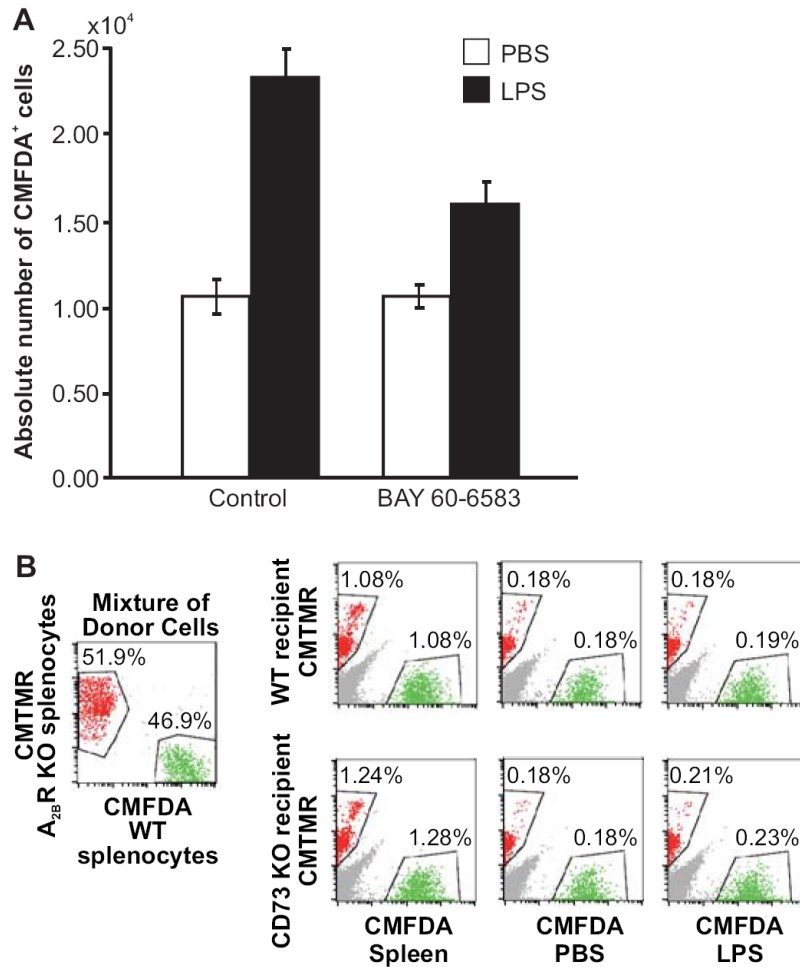 A
x10⁴
2.50
2.00
1.50
1.00
0.50
0.00
Absolute number of CMFDA⁺ cells
PBS
LPS
Control
BAY 60-6583
B
Mixture of
Donor Cells
51.9%
46.9%
CMTMR
A₂BR KO splenocytes
CMFDA
WT
splenocytes
WT recipient
CMTMR
1.08%
1.08%
0.18%
0.18%
0.18%
0.19%
CD73 KO recipient
CMTMR
1.24%
1.28%
0.18%
0.18%
0.21%
0.23%
CMFDA
Spleen
CMFDA
PBS
CMFDA
LPS